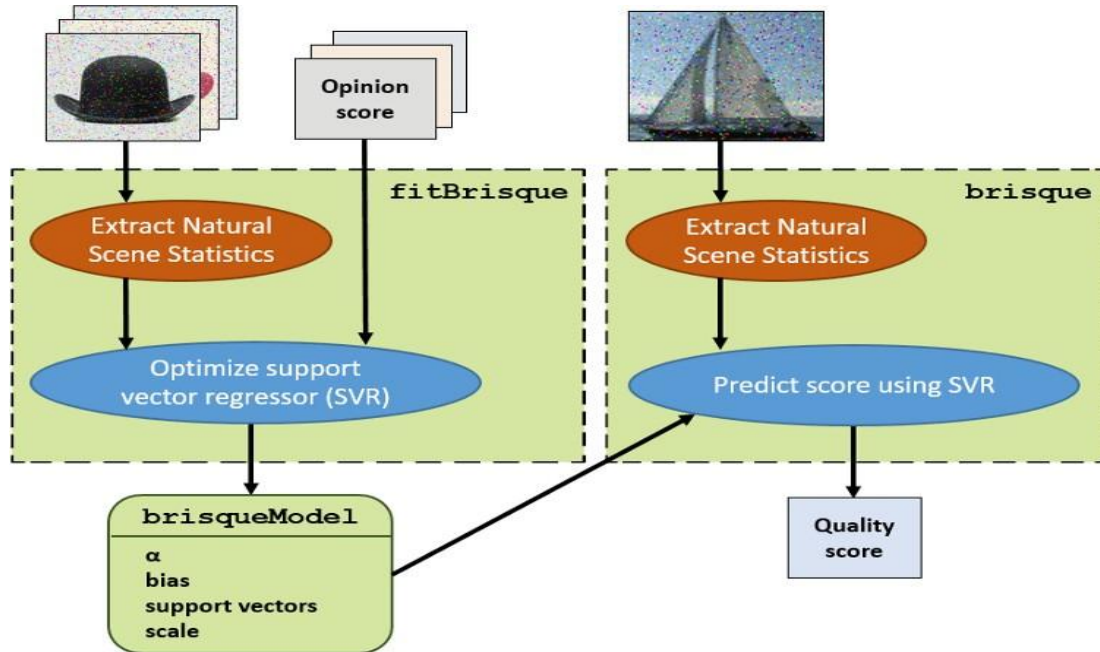 Opinion
score
fitBrisque
Extract Natural
Scene Statistics
Optimize support
vector regressor (SVR)
brisqueModel
α
bias
support vectors
scale
brisque
Extract Natural
Scene Statistics
Predict score using SVR
Quality
score